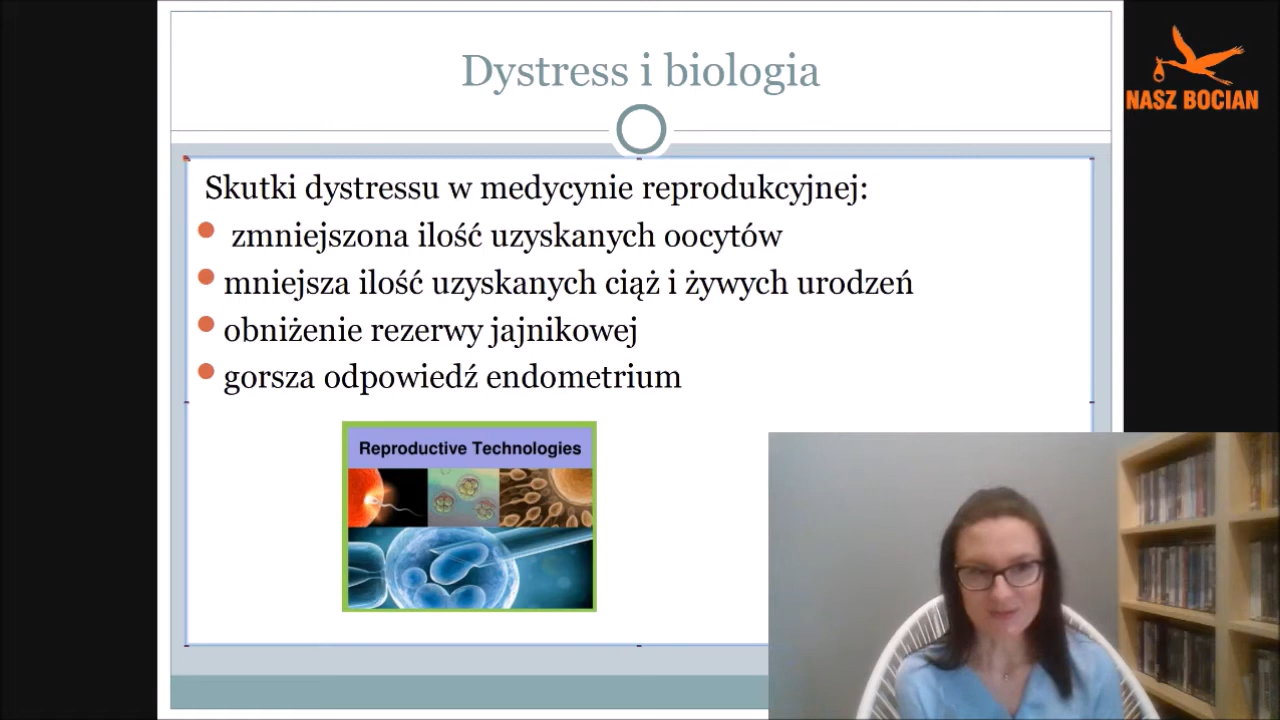 Dystress i biologia
NASZ BOCIAN
Skutki dystressu w medycynie reprodukcyjnej:
zmniejszona ilość uzyskanych oocytów
mniejsza ilość uzyskanych ciąż i żywych urodzeń
obniżenie rezerwy jajnikowej
gorsza odpowiedź endometrium
Reproductive Technologies